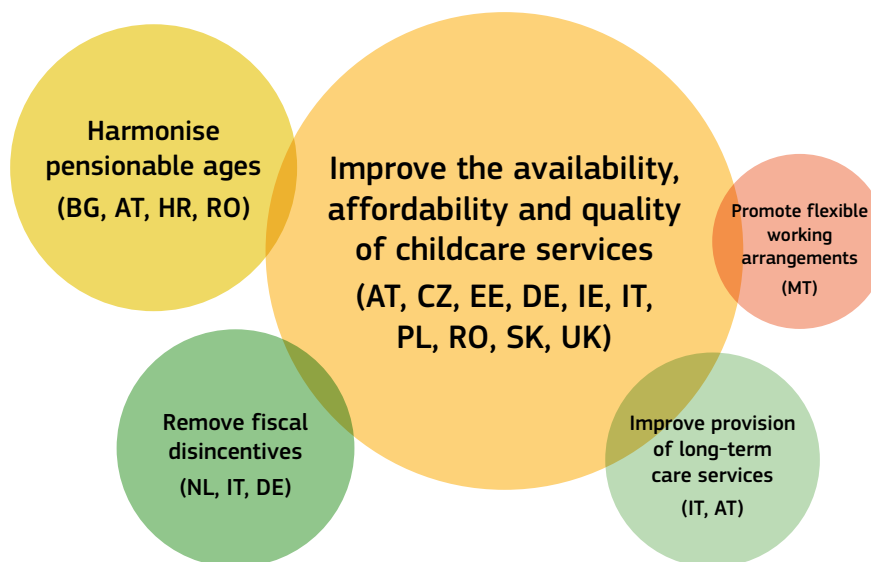 Harmonise
pensionable ages
(BG, AT, HR, RO)
Improve the availability,
affordability and quality
of childcare services
(AT, CZ, EE, DE, IE, IT,
PL, RO, SK, UK)
Promote flexible
working
arrangements
(MT)
Remove fiscal
disincentives
(NL, IT, DE)
Improve provision
of long-term
care services
(IT, AT)